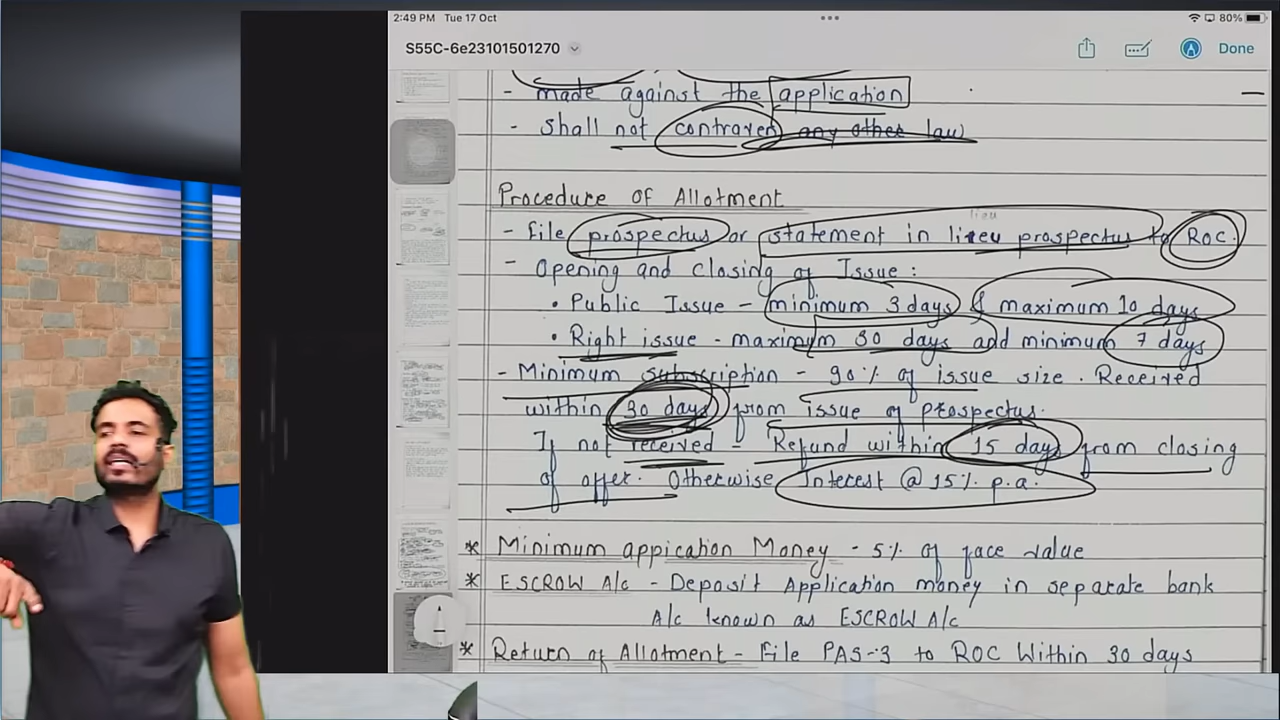 2:49 PM Tue 17 Oct
80%
S55C-6e23101501270
Done
- made against the application
- Shall not contraven any other law
Procedure of Allotment
lieu
- File prospectus or statement in lireu prospectus to ROC.
- Opening and closing of Issue :
• Public Issue - minimum 3 days & maximum 10 days
• Right issue - maximum 30 days and minimum 7 days
- Minimum subscription - 90% of issue size. Received
within 30 days from issue of prospectus.
If not received - Refund within 15 days from closing
of offer. Otherwise Interest @ 15% p.a.
* Minimum appication Money - 5% of face value
* ESCROW A/c - Deposit Application money in separate bank
A/c known as ESCROW A/c
* Return of Allotment - File PAS-3 to ROC Within 30 days